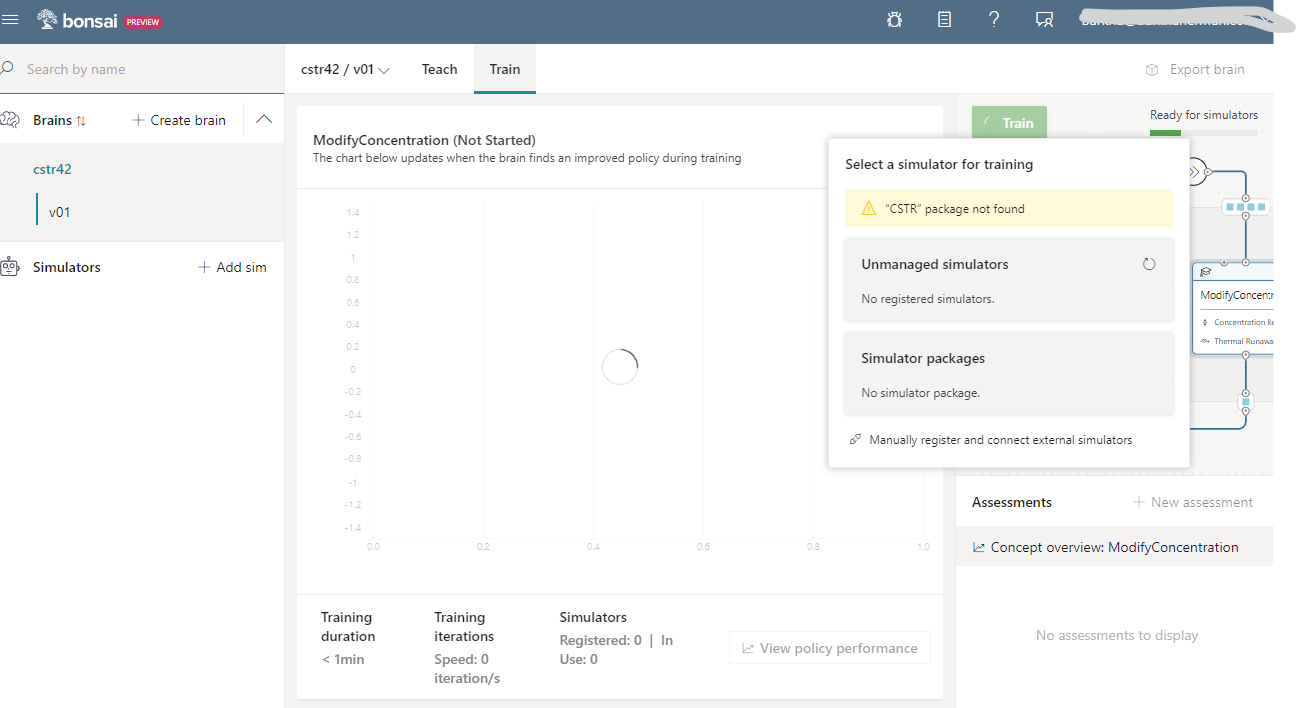 bonsai PREVIEW
Search by name
cstr42 / v01
Teach
Train
Export brain
Brains
Create brain
cstr42
v01
Simulators
Add sim
ModifyConcentration (Not Started)
The chart below updates when the brain finds an improved policy during training
1.4
1.2
1
0.8
0.6
0.4
0.2
0
-0.2
-0.4
-0.6
-0.8
-1
-1.2
-1.4
0.0
0.2
0.4
0.6
0.8
1.0
Training
duration
< 1min
Training
iterations
Speed: 0
iteration/s
Simulators
Registered: 0 | In
Use: 0
View policy performance
Train
Ready for simulators
Select a simulator for training
"CSTR" package not found
Unmanaged simulators
No registered simulators.
Simulator packages
No simulator package.
Manually register and connect external simulators
ModifyConcentr
Concentration Re
Thermal Runawa
Assessments
New assessment
Concept overview: ModifyConcentration
No assessments to display